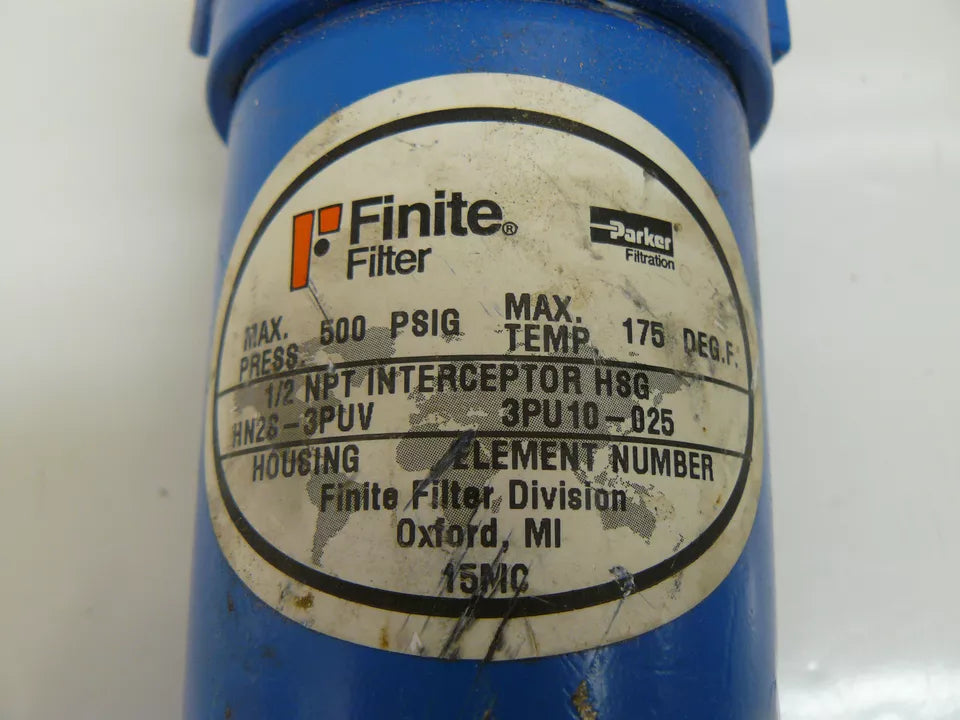 Finite®
Filter
Parker
Filtration
MAX. PRESS. 500 PSIG MAX. TEMP. 175 DEG.F.
1/2 NPT INTERCEPTOR HSG
HN2S-3PUV 3PU10-025
HOUSING ELEMENT NUMBER
Finite Filter Division
Oxford, MI
15MC